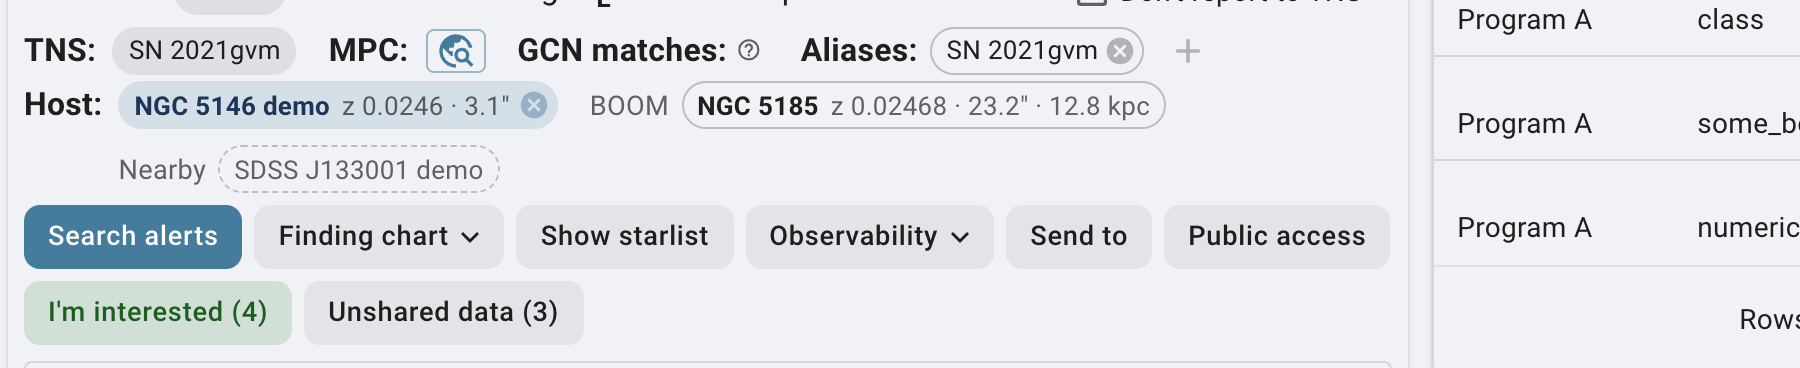 TNS: SN 2021gvm MPC: GCN matches: Aliases: SN 2021gvm
Host: NGC 5146 demo z 0.0246 · 3.1" BOOM NGC 5185 z 0.02468 · 23.2" · 12.8 kpc
Nearby SDSS J133001 demo
Search alerts Finding chart Show starlist Observability Send to Public access
I'm interested (4) Unshared data (3)
Program A class
Program A
Program A numeric
Rows